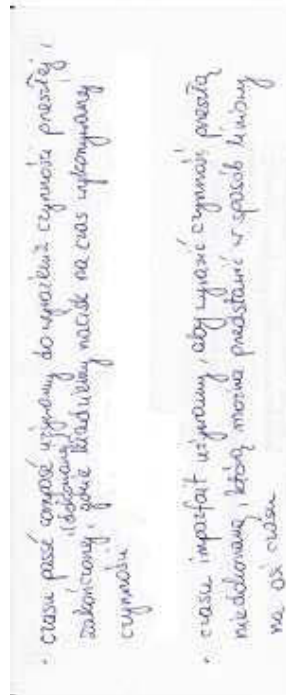 • czasu passé composé używamy do wyrażenia czynności przeszłej,
(dokonanej)
zakończonej, gdzie kładziemy nacisk na czas wykonywanej
czynności
• czasu imparfait używamy, aby wyrazić czynność przeszłą
niedokonaną, którą można przedstawić w sposób liniowy
na osi czasu